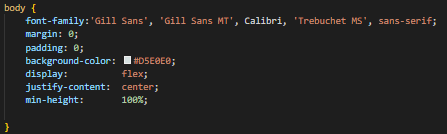 body {
font-family:'Gill Sans', 'Gill Sans MT', Calibri, 'Trebuchet MS', sans-serif;
margin: 0;
padding: 0;
background-color: #D5E0E0;
display: flex;
justify-content: center;
min-height: 100%;
}